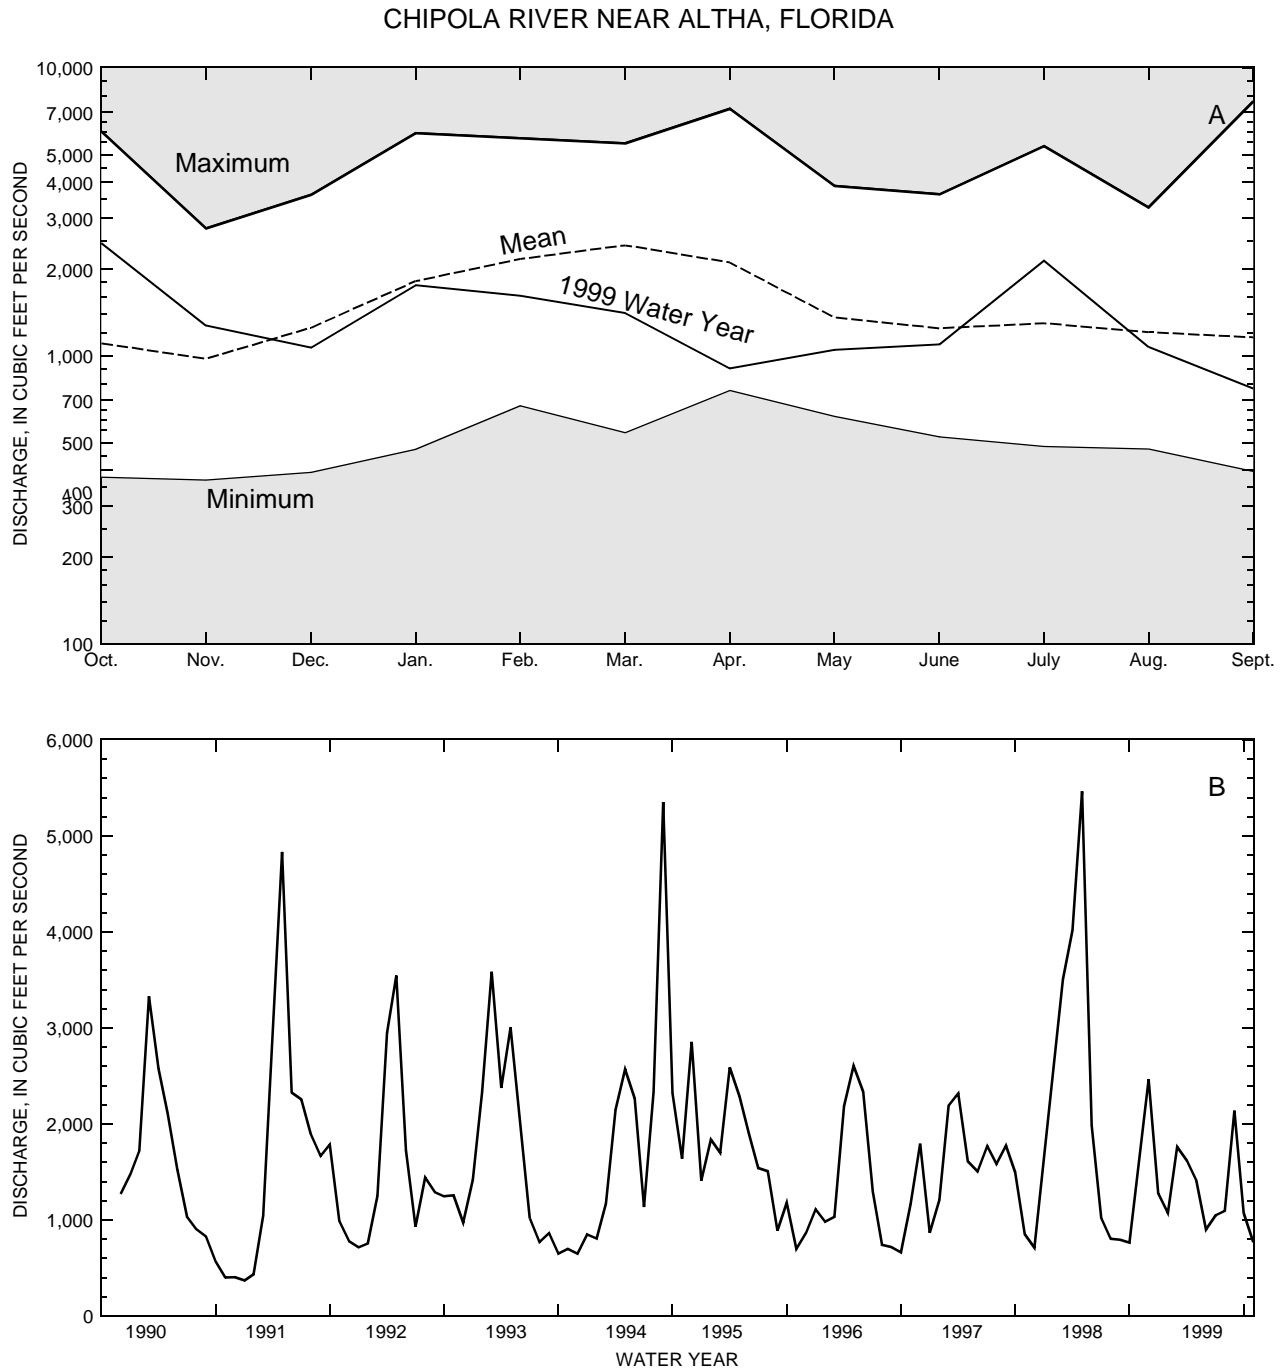 CHIPOLA RIVER NEAR ALTHA, FLORIDA
10,000
7,000
5,000
4,000
3,000
2,000
1,000
700
500
400
300
200
100
DISCHARGE, IN CUBIC FEET PER SECOND
A
Maximum
Mean
1999 Water Year
Minimum
Oct. Nov. Dec. Jan. Feb. Mar. Apr. May June July Aug. Sept.
6,000
5,000
4,000
3,000
2,000
1,000
0
DISCHARGE, IN CUBIC FEET PER SECOND
B
1990 1991 1992 1993 1994 1995 1996 1997 1998 1999
WATER YEAR